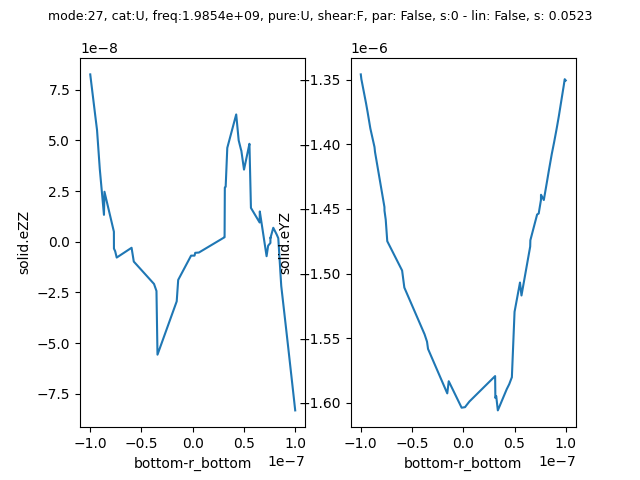 mode:27, cat:U, freq:1.9854e+09, pure:U, shear:F, par: False, s:0 - lin: False, s: 0.0523
1e−8
7.5
5.0
2.5
0.0
−2.5
−5.0
−7.5
solid.eZZ
−1.0 −0.5 0.0 0.5 1.0
bottom-r_bottom 1e−7
1e−6
−1.35
−1.40
−1.45
−1.50
−1.55
−1.60
solid.eYZ
−1.0 −0.5 0.0 0.5 1.0
bottom-r_bottom 1e−7